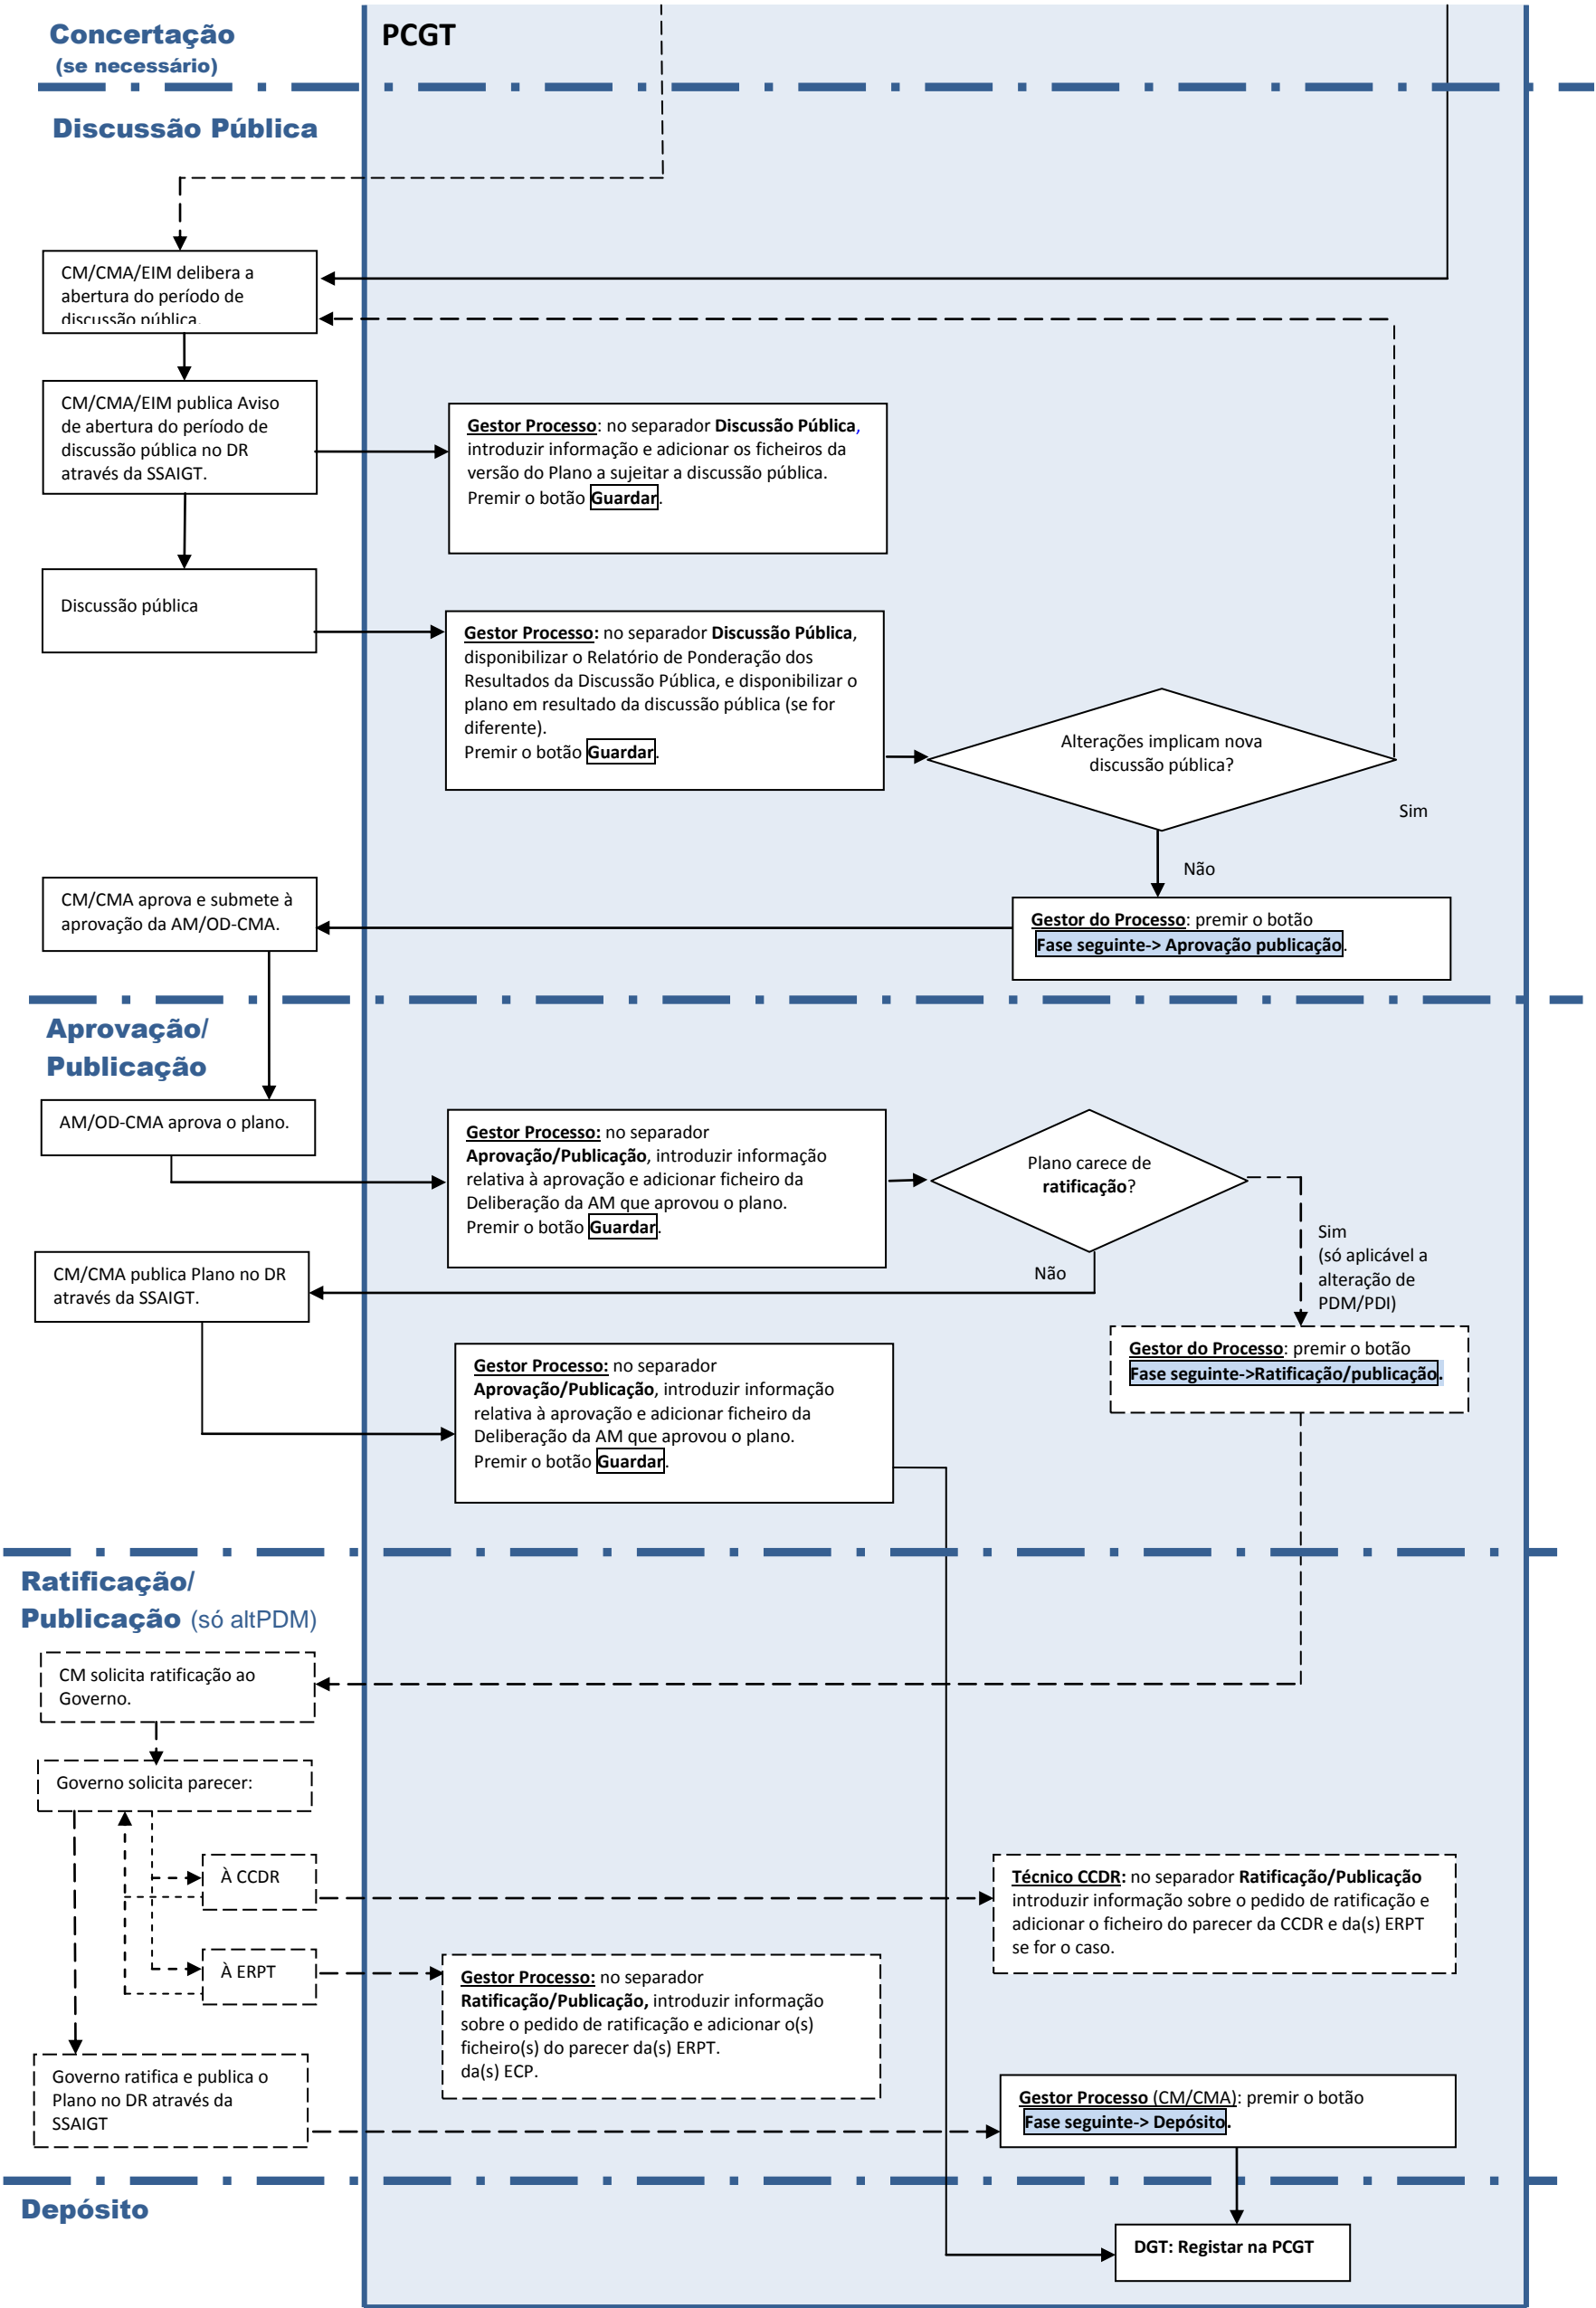 Concertação
(se necessário)
PCGT
Discussão Pública
CM/CMA/EIM delibera a
abertura do período de
discussão pública.
CM/CMA/EIM publica Aviso
de abertura do período de
discussão pública no DR
através da SSAIGT.
Gestor Processo: no separador Discussão Pública,
introduzir informação e adicionar os ficheiros da
versão do Plano a sujeitar a discussão pública.
Premir o botão Guardar.
Discussão pública
Gestor Processo: no separador Discussão Pública,
disponibilizar o Relatório de Ponderação dos
Resultados da Discussão Pública, e disponibilizar o
plano em resultado da discussão pública (se for
diferente).
Premir o botão Guardar.
Alterações implicam nova
discussão pública?
Sim
Não
CM/CMA aprova e submete à
aprovação da AM/OD-CMA.
Gestor do Processo: premir o botão
Fase seguinte-> Aprovação publicação.
Aprovação/
Publicação
AM/OD-CMA aprova o plano.
Gestor Processo: no separador
Aprovação/Publicação, introduzir informação
relativa à aprovação e adicionar ficheiro da
Deliberação da AM que aprovou o plano.
Premir o botão Guardar.
Plano carece de
ratificação?
Sim
(só aplicável a
alteração de
PDM/PDI)
Não
CM/CMA publica Plano no DR
através da SSAIGT.
Gestor do Processo: premir o botão
Fase seguinte->Ratificação/publicação.
Gestor Processo: no separador
Aprovação/Publicação, introduzir informação
relativa à aprovação e adicionar ficheiro da
Deliberação da AM que aprovou o plano.
Premir o botão Guardar.
Ratificação/
Publicação (só altPDM)
CM solicita ratificação ao
Governo.
Governo solicita parecer:
À CCDR
Técnico CCDR: no separador Ratificação/Publicação
introduzir informação sobre o pedido de ratificação e
adicionar o ficheiro do parecer da CCDR e da(s) ERPT
se for o caso.
À ERPT
Gestor Processo: no separador
Ratificação/Publicação, introduzir informação
sobre o pedido de ratificação e adicionar o(s)
ficheiro(s) do parecer da(s) ERPT.
da(s) ECP.
Governo ratifica e publica o
Plano no DR através da
SSAIGT
Gestor Processo (CM/CMA): premir o botão
Fase seguinte-> Depósito.
Depósito
DGT: Registar na PCGT